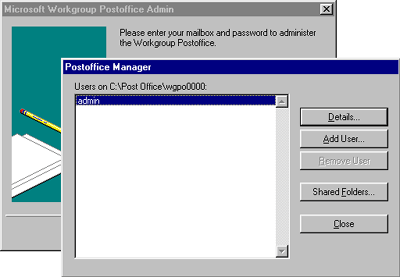 Microsoft Workgroup Postoffice Admin
Please enter your mailbox and password to administer
the Workgroup Postoffice.
Postoffice Manager
Users on C:\Post Office\wgpo0000:
admin
Details...
Add User...
Remove User
Shared Folders...
Close